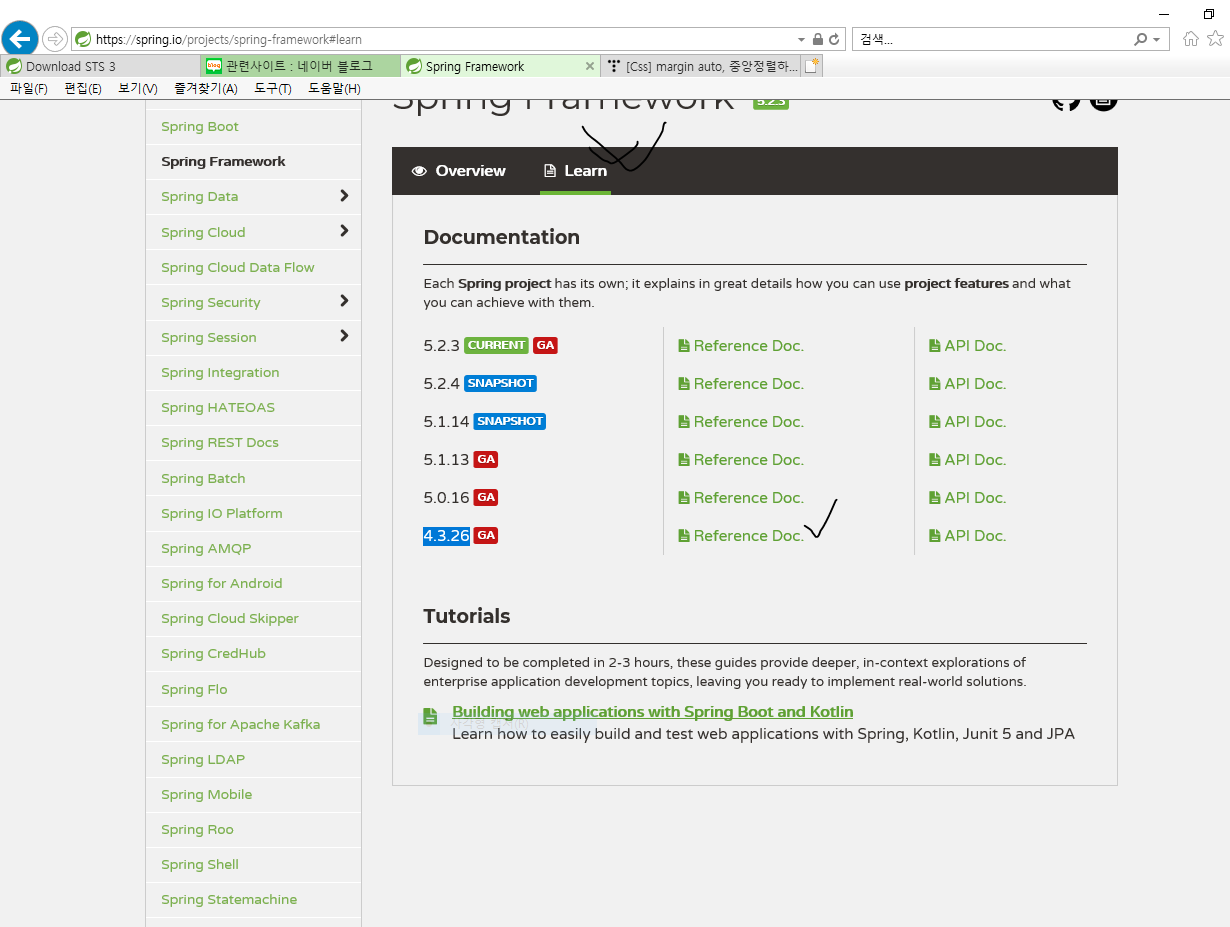 https://spring.io/projects/spring-framework#learn
검색...
Download STS 3
관련사이트 : 네이버 블로그
Spring Framework
[Css] margin auto, 중앙정렬하...
파일(F) 편집(E) 보기(V) 즐겨찾기(A) 도구(T) 도움말(H)
Spring Framework 5.2.3
Spring Boot
Spring Framework
Spring Data
Spring Cloud
Spring Cloud Data Flow
Spring Security
Spring Session
Spring Integration
Spring HATEOAS
Spring REST Docs
Spring Batch
Spring IO Platform
Spring AMQP
Spring for Android
Spring Cloud Skipper
Spring CredHub
Spring Flo
Spring for Apache Kafka
Spring LDAP
Spring Mobile
Spring Roo
Spring Shell
Spring Statemachine
Overview Learn
Documentation
Each Spring project has its own; it explains in great details how you can use project features and what
you can achieve with them.
5.2.3 CURRENT GA Reference Doc. API Doc.
5.2.4 SNAPSHOT Reference Doc. API Doc.
5.1.14 SNAPSHOT Reference Doc. API Doc.
5.1.13 GA Reference Doc. API Doc.
5.0.16 GA Reference Doc. API Doc.
4.3.26 GA Reference Doc. API Doc.
Tutorials
Designed to be completed in 2-3 hours, these guides provide deeper, in-context explorations of
enterprise application development topics, leaving you ready to implement real-world solutions.
Building web applications with Spring Boot and Kotlin
Learn how to easily build and test web applications with Spring, Kotlin, Junit 5 and JPA